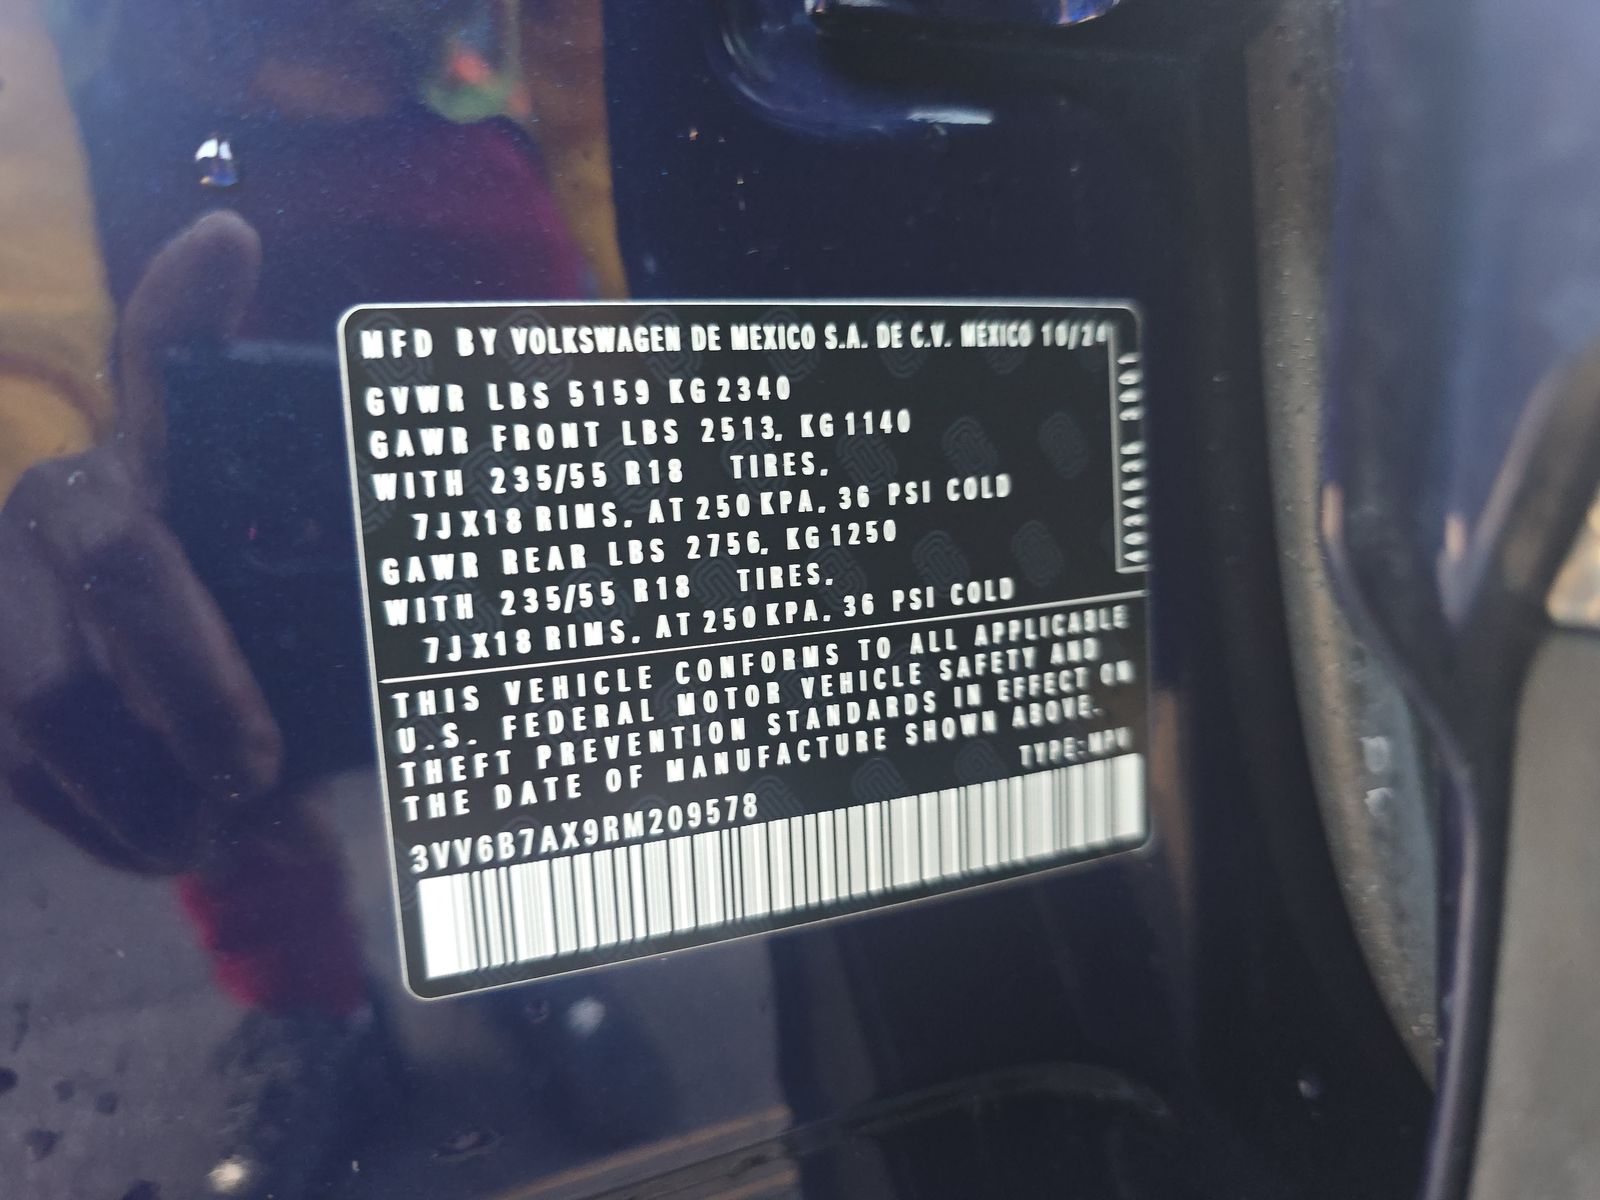 MFD BY VOLKSWAGEN DE MEXICO S.A. DE C.V. MEXICO 10/24
GVWR LBS 5159 KG 2340
GAWR FRONT LBS 2513, KG 1140
WITH 235/55 R18 TIRES,
7JX18 RIMS, AT 250 KPA, 36 PSI COLD
GAWR REAR LBS 2756, KG 1250
WITH 235/55 R18 TIRES,
7JX18 RIMS, AT 250 KPA, 36 PSI COLD
THIS VEHICLE CONFORMS TO ALL APPLICABLE
U.S. FEDERAL MOTOR VEHICLE SAFETY AND
THEFT PREVENTION STANDARDS IN EFFECT ON
THE DATE OF MANUFACTURE SHOWN ABOVE.
TYPE: MPV
3VV6B7AX9RM209578